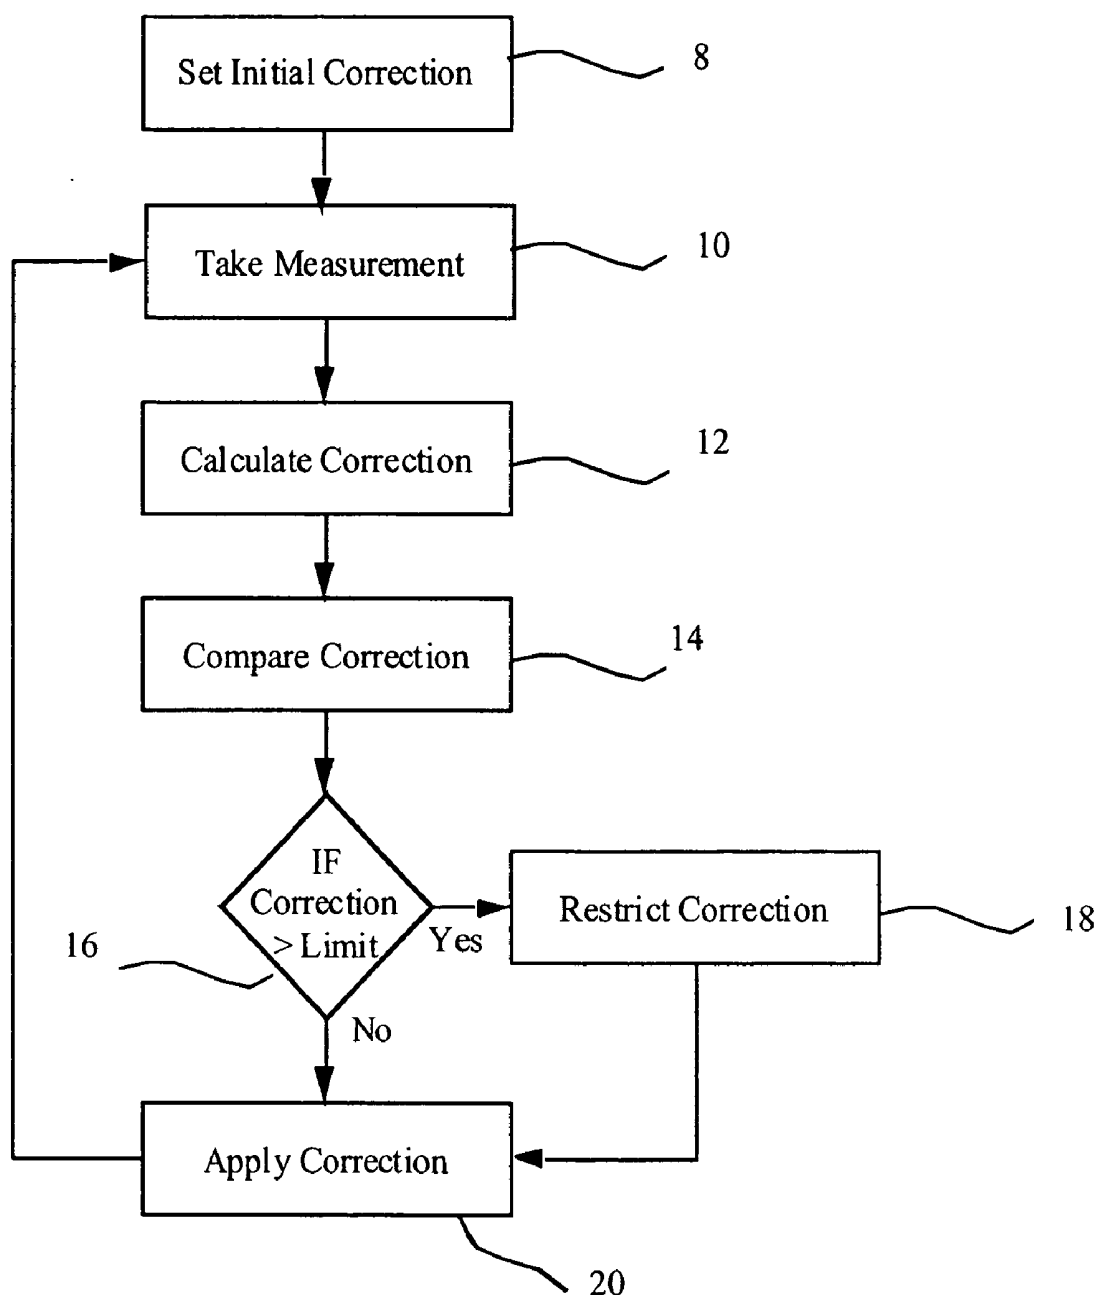 Set Initial Correction
8
Take Measurement
10
Calculate Correction
12
Compare Correction
14
IF
Correction
> Limit
Yes
Restrict Correction
18
16
No
Apply Correction
20